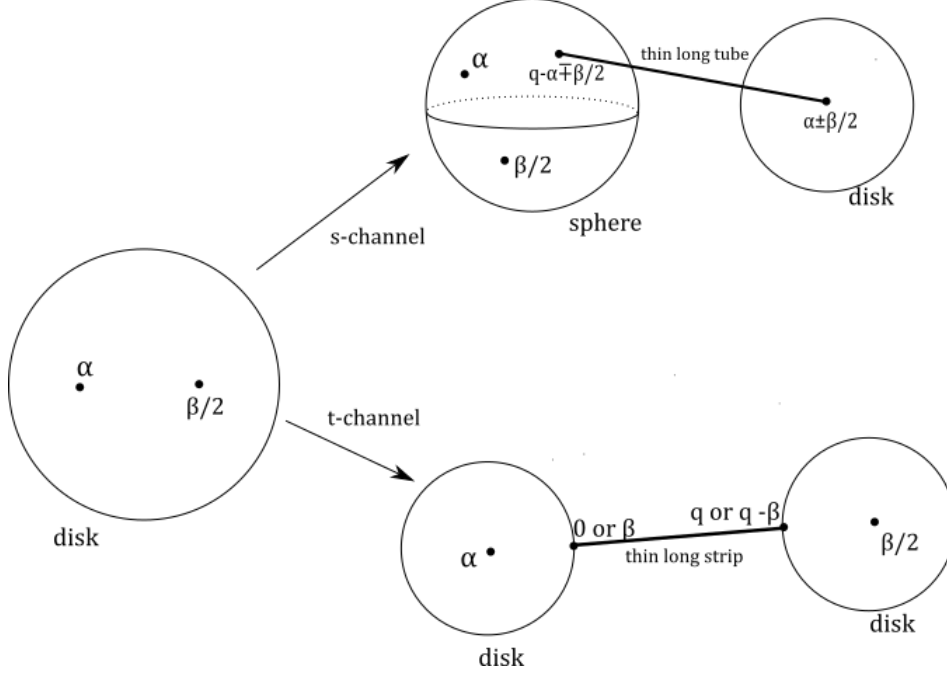 α
q-α∓β/2
β/2
thin long tube
α±β/2
disk
sphere
s-channel
α
β/2
t-channel
disk
α
0 or β
q or q -β
thin long strip
β/2
disk
disk